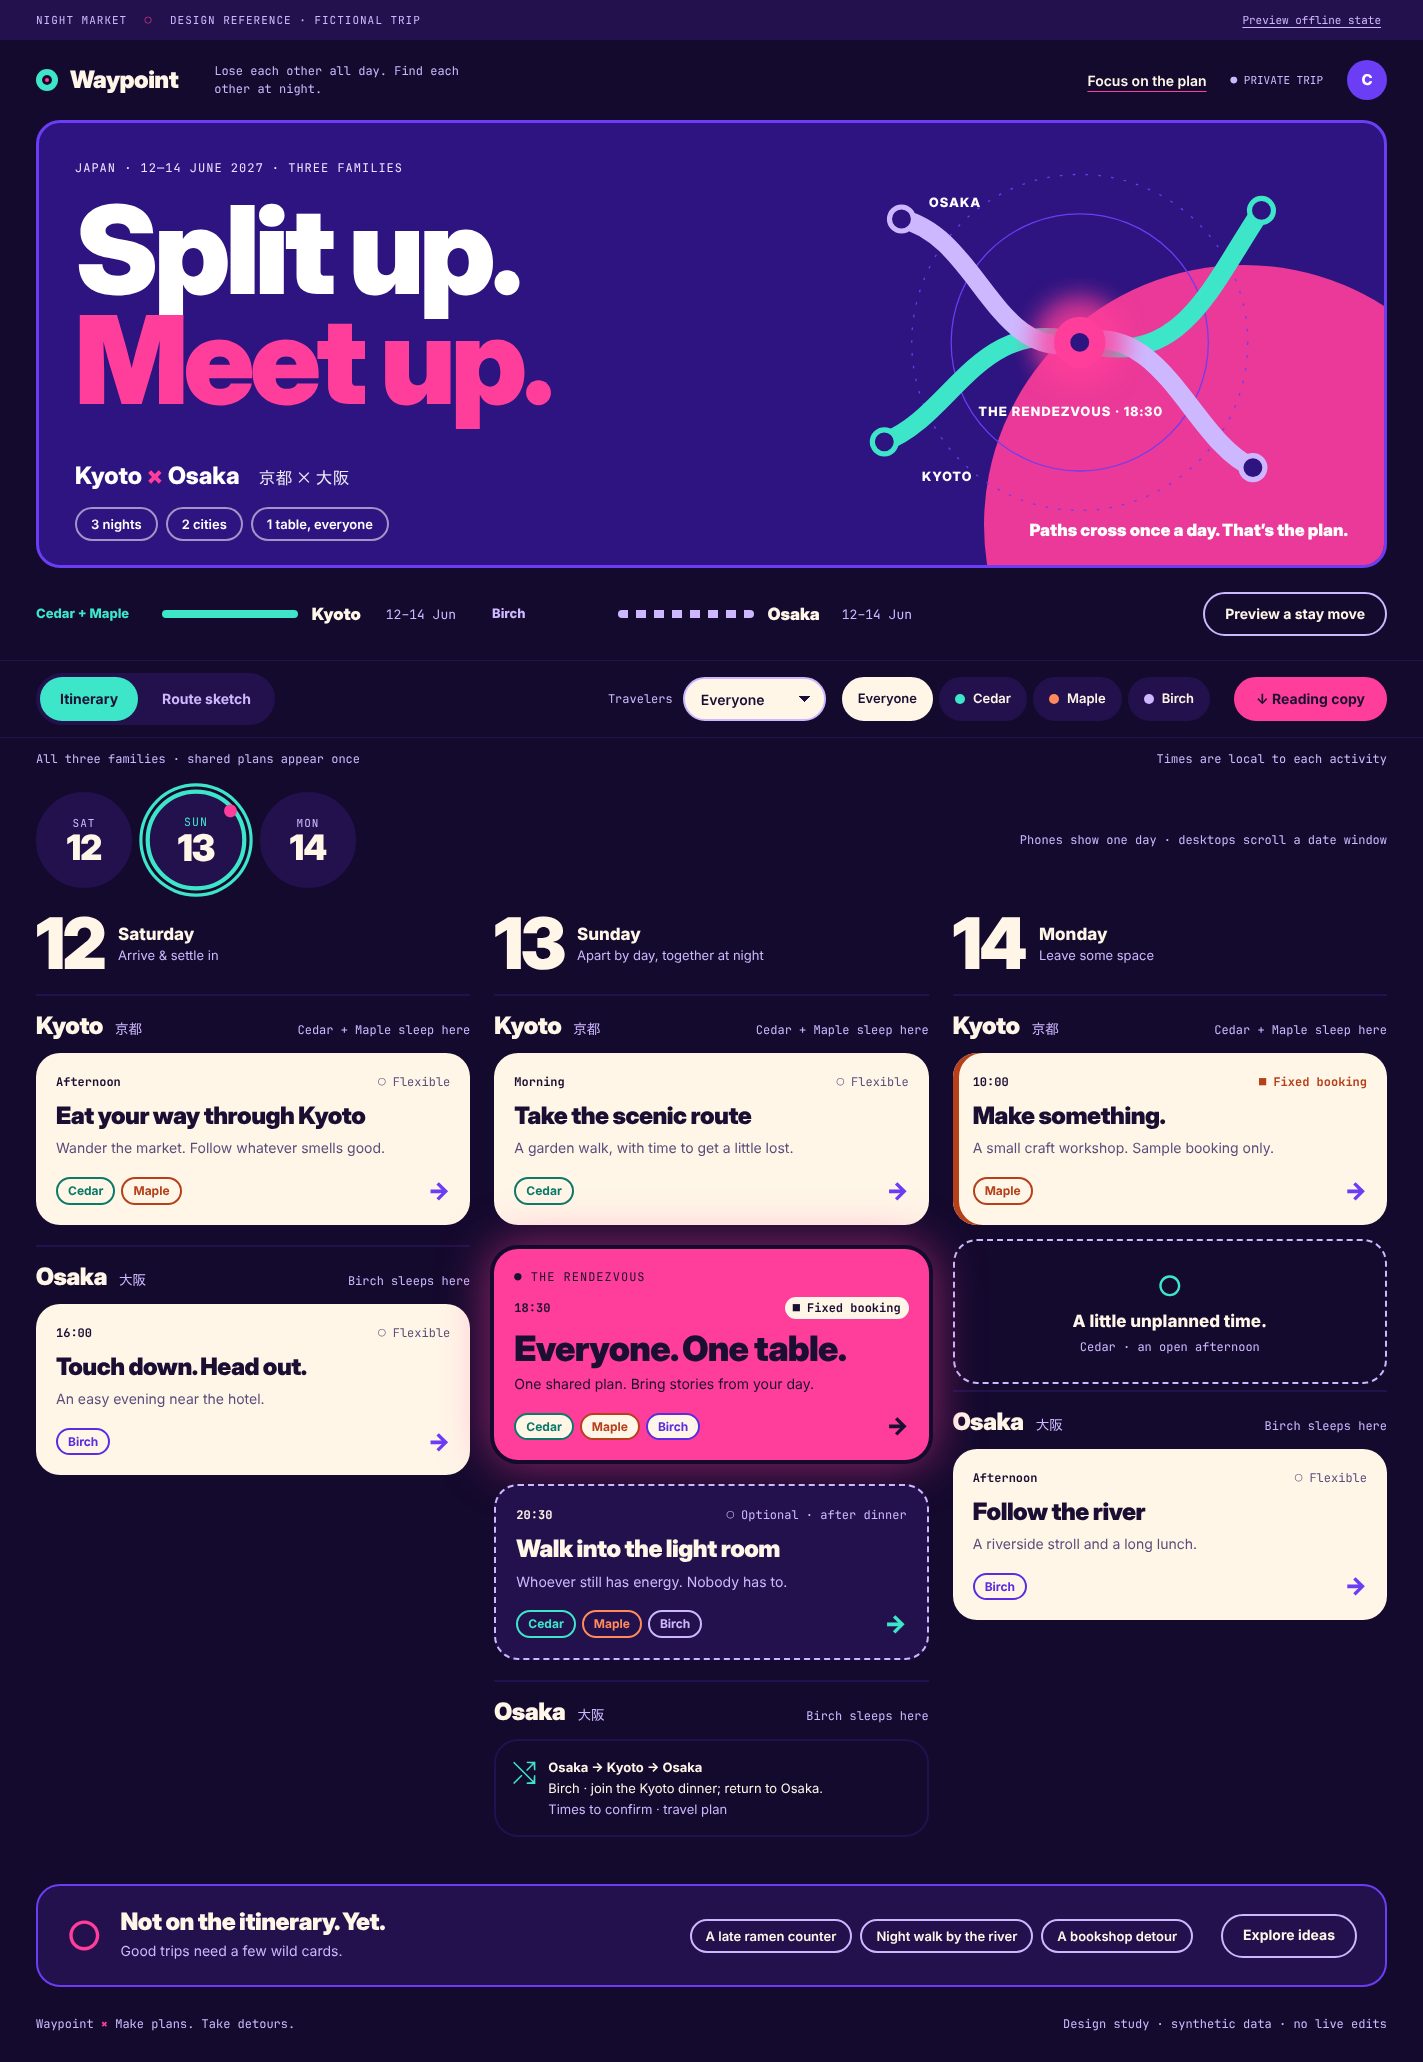 NIGHT MARKET ○ DESIGN REFERENCE · FICTIONAL TRIP
Preview offline state
Waypoint
Lose each other all day. Find each
other at night.
Focus on the plan
● PRIVATE TRIP
C
JAPAN · 12–14 JUNE 2027 · THREE FAMILIES
Split up.
Meet up.
Kyoto × Osaka 京都 × 大阪
3 nights
2 cities
1 table, everyone
OSAKA
THE RENDEZVOUS · 18:30
KYOTO
Paths cross once a day. That's the plan.
Cedar + Maple
Kyoto
12–14 Jun
Birch
Osaka
12–14 Jun
Preview a stay move
Itinerary
Route sketch
Travelers
Everyone
Everyone
Cedar
Maple
Birch
↓ Reading copy
All three families · shared plans appear once
Times are local to each activity
SAT
12
SUN
13
MON
14
Phones show one day · desktops scroll a date window
12
Saturday
Arrive & settle in
Kyoto 京都
Cedar + Maple sleep here
Afternoon
○ Flexible
Eat your way through Kyoto
Wander the market. Follow whatever smells good.
Cedar
Maple
→
Osaka 大阪
Birch sleeps here
16:00
○ Flexible
Touch down. Head out.
An easy evening near the hotel.
Birch
→
13
Sunday
Apart by day, together at night
Kyoto 京都
Cedar + Maple sleep here
Morning
○ Flexible
Take the scenic route
A garden walk, with time to get a little lost.
Cedar
→
● THE RENDEZVOUS
18:30
■ Fixed booking
Everyone. One table.
One shared plan. Bring stories from your day.
Cedar
Maple
Birch
→
20:30
○ Optional · after dinner
Walk into the light room
Whoever still has energy. Nobody has to.
Cedar
Maple
Birch
→
Osaka 大阪
Birch sleeps here
Osaka → Kyoto → Osaka
Birch · join the Kyoto dinner; return to Osaka.
Times to confirm · travel plan
14
Monday
Leave some space
Kyoto 京都
Cedar + Maple sleep here
10:00
■ Fixed booking
Make something.
A small craft workshop. Sample booking only.
Maple
→
A little unplanned time.
Cedar · an open afternoon
Osaka 大阪
Birch sleeps here
Afternoon
○ Flexible
Follow the river
A riverside stroll and a long lunch.
Birch
→
Not on the itinerary. Yet.
Good trips need a few wild cards.
A late ramen counter
Night walk by the river
A bookshop detour
Explore ideas
Waypoint × Make plans. Take detours.
Design study · synthetic data · no live edits